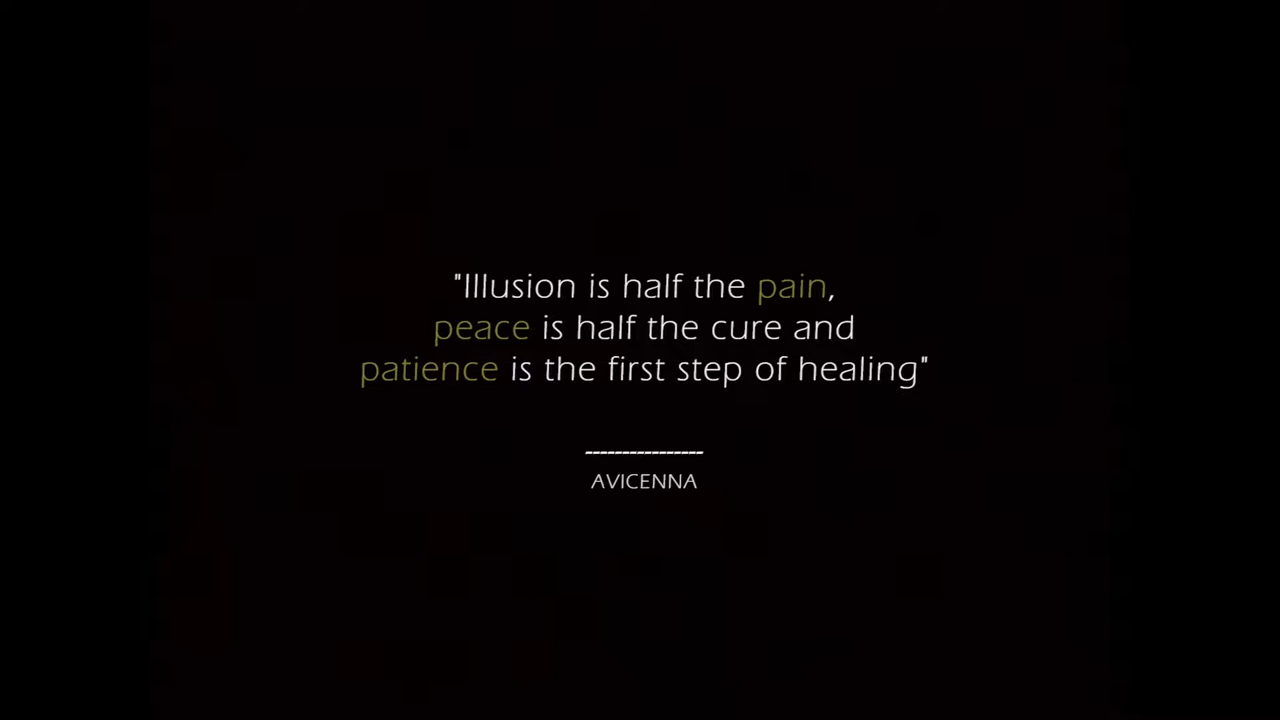 "Illusion is half the pain,
peace is half the cure and
patience is the first step of healing"
----------------
AVICENNA